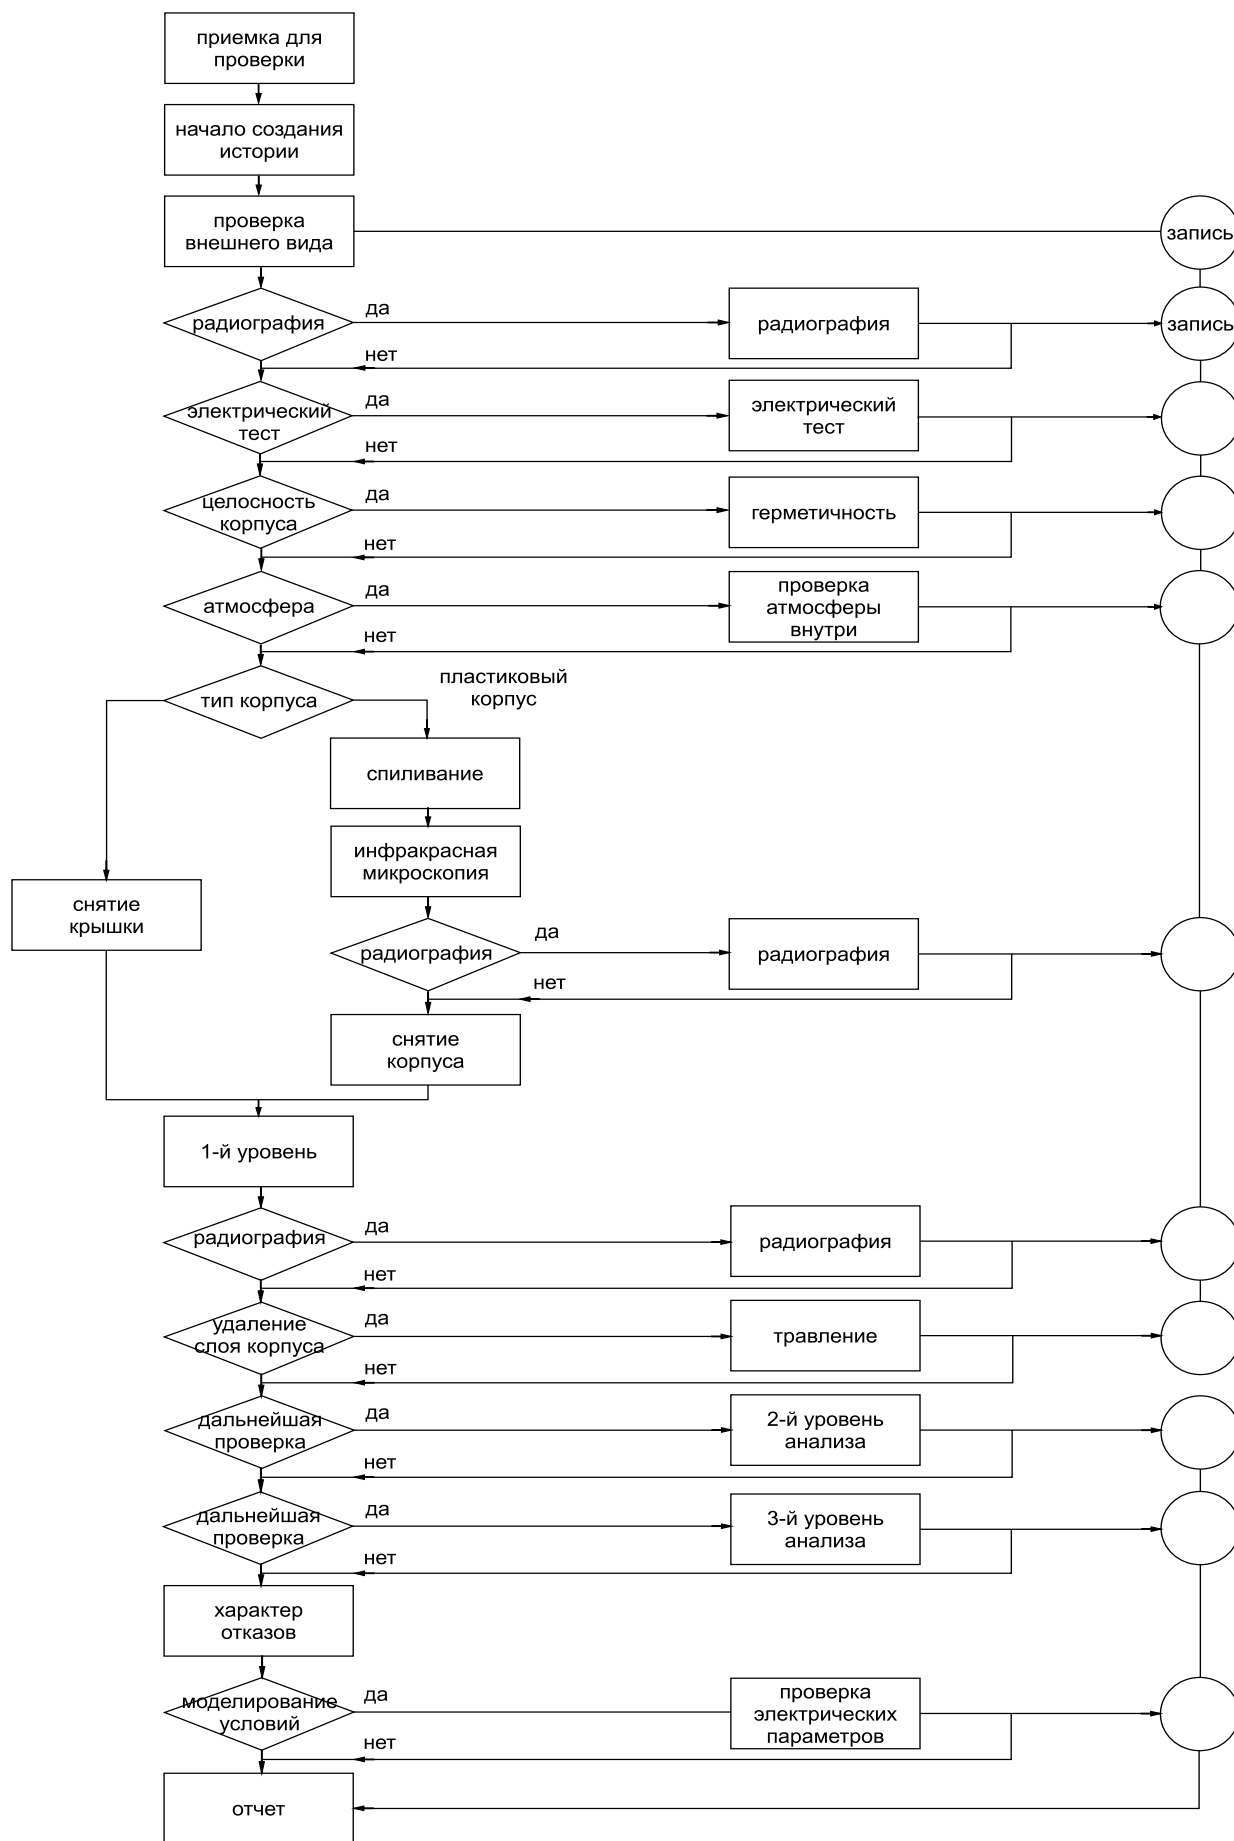 приемка для
проверки
начало создания
истории
проверка
внешнего вида
запись
радиография
да
радиография
запись
нет
электрический
тест
да
электрический
тест
нет
целосность
корпуса
да
герметичность
нет
атмосфера
да
проверка
атмосферы
внутри
нет
тип корпуса
пластиковый
корпус
спиливание
инфракрасная
микроскопия
снятие
крышки
радиография
да
радиография
нет
снятие
корпуса
1-й уровень
радиография
да
радиография
нет
удаление
слоя корпуса
да
травление
нет
дальнейшая
проверка
да
2-й уровень
анализа
нет
дальнейшая
проверка
да
3-й уровень
анализа
нет
характер
отказов
моделирование
условий
да
проверка
электрических
параметров
нет
отчет